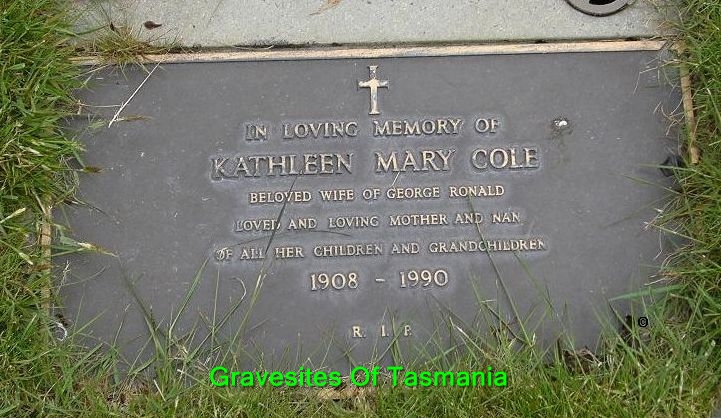 IN LOVING MEMORY OF
KATHLEEN MARY COLE
BELOVED WIFE OF GEORGE RONALD
LOVED AND LOVING MOTHER AND NAN
OF ALL HER CHILDREN AND GRANDCHILDREN
1908 - 1990
R. I. P.
Gravesites Of Tasmania